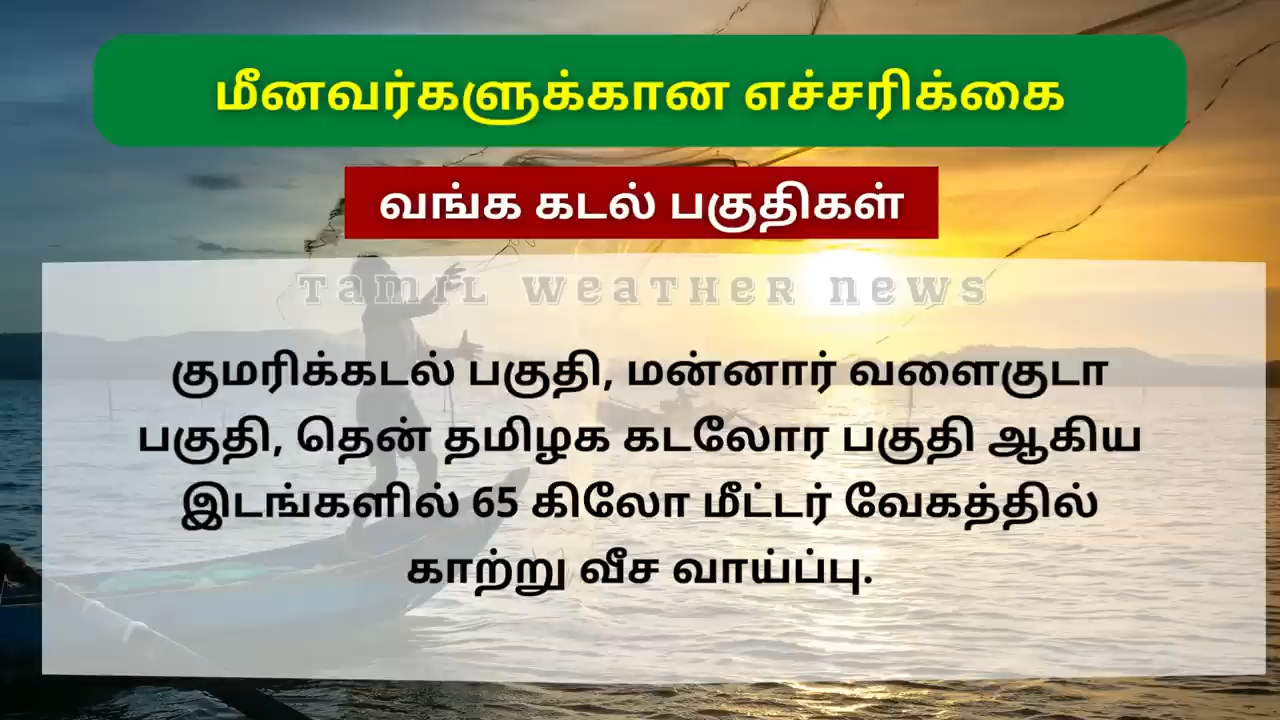 மீனவர்களுக்கான எச்சரிக்கை
வங்க கடல் பகுதிகள்
TAMIL WEATHER NEWS
குமரிக்கடல் பகுதி, மன்னார் வளைகுடா
பகுதி, தென் தமிழக கடலோர பகுதி ஆகிய
இடங்களில் 65 கிலோ மீட்டர் வேகத்தில்
காற்று வீச வாய்ப்பு.